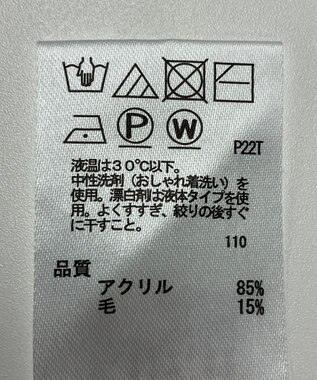 P
W
P22T
液温は30℃以下。
中性洗剤（おしゃれ着洗い）を
使用。漂白剤は液体タイプを使
用。よくすすぎ、絞りの後すぐ
に干すこと。
110
品質
アクリル 85%
毛 15%